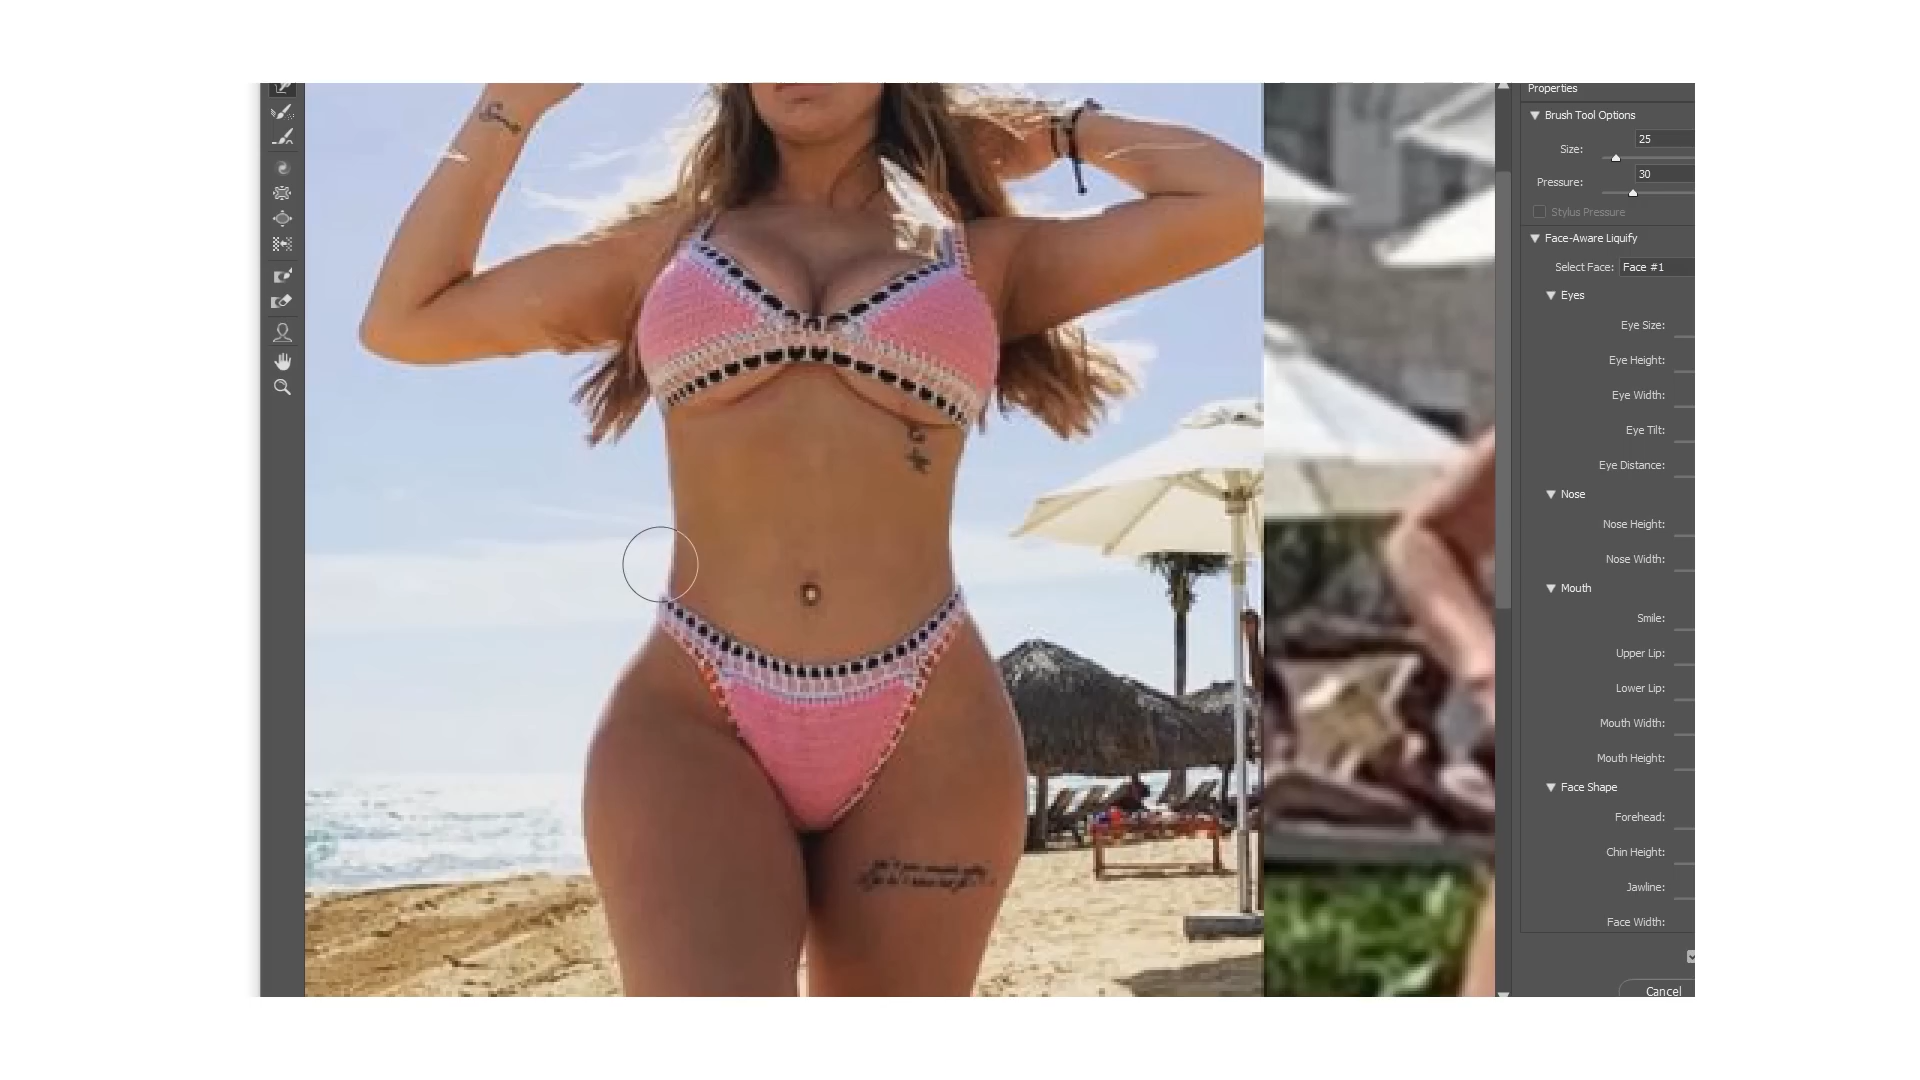 Properties
Brush Tool Options
Size:
25
Pressure:
30
Stylus Pressure
Face-Aware Liquify
Select Face: Face #1
Eyes
Eye Size:
Eye Height:
Eye Width:
Eye Tilt:
Eye Distance:
Nose
Nose Height:
Nose Width:
Mouth
Smile:
Upper Lip:
Lower Lip:
Mouth Width:
Mouth Height:
Face Shape
Forehead:
Chin Height:
Jawline:
Face Width:
Cancel